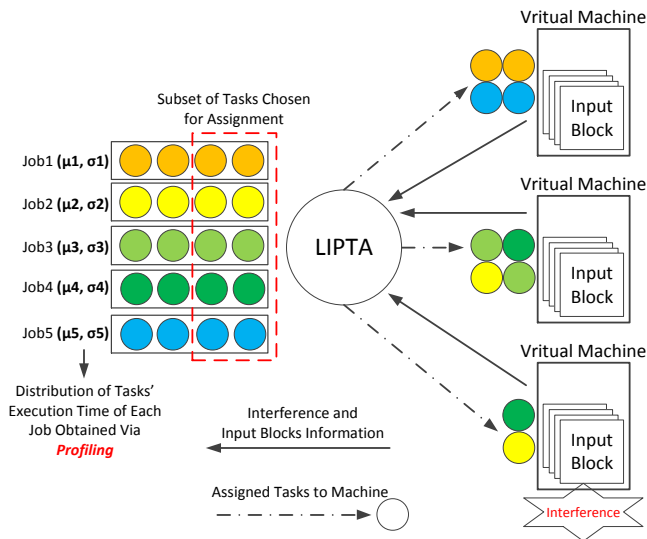 Vritual Machine
Subset of Tasks Chosen
for Assignment
Input
Block
Job1 (μ1, σ1)
Job2 (μ2, σ2)
Job3 (μ3, σ3)
Job4 (μ4, σ4)
Job5 (μ5, σ5)
LIPTA
Vritual Machine
Input
Block
Vritual Machine
Input
Block
Interference
Distribution of Tasks'
Execution Time of Each
Job Obtained Via
Profiling
Interference and
Input Blocks Information
Assigned Tasks to Machine